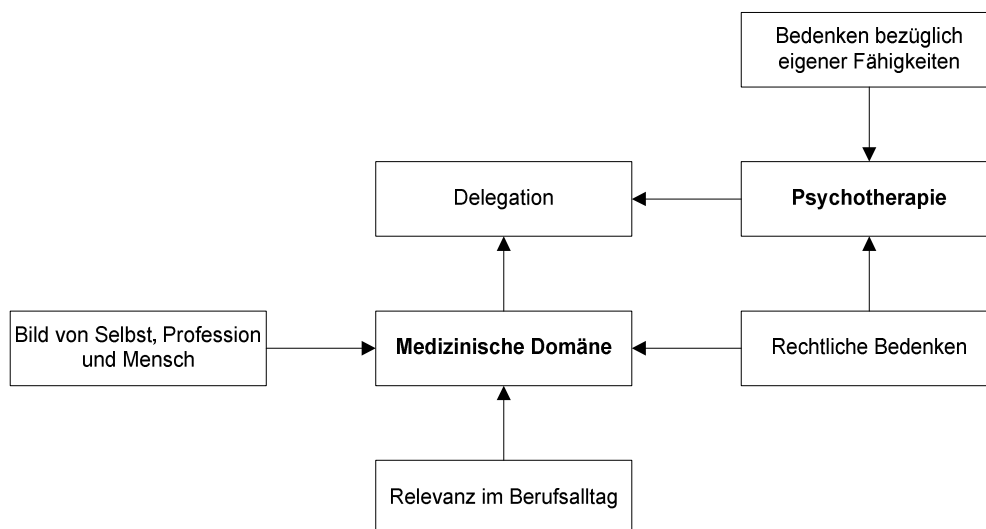 Bedenken bezüglich
eigener Fähigkeiten
Delegation
Psychotherapie
Bild von Selbst, Profession
und Mensch
Medizinische Domäne
Rechtliche Bedenken
Relevanz im Berufsalltag